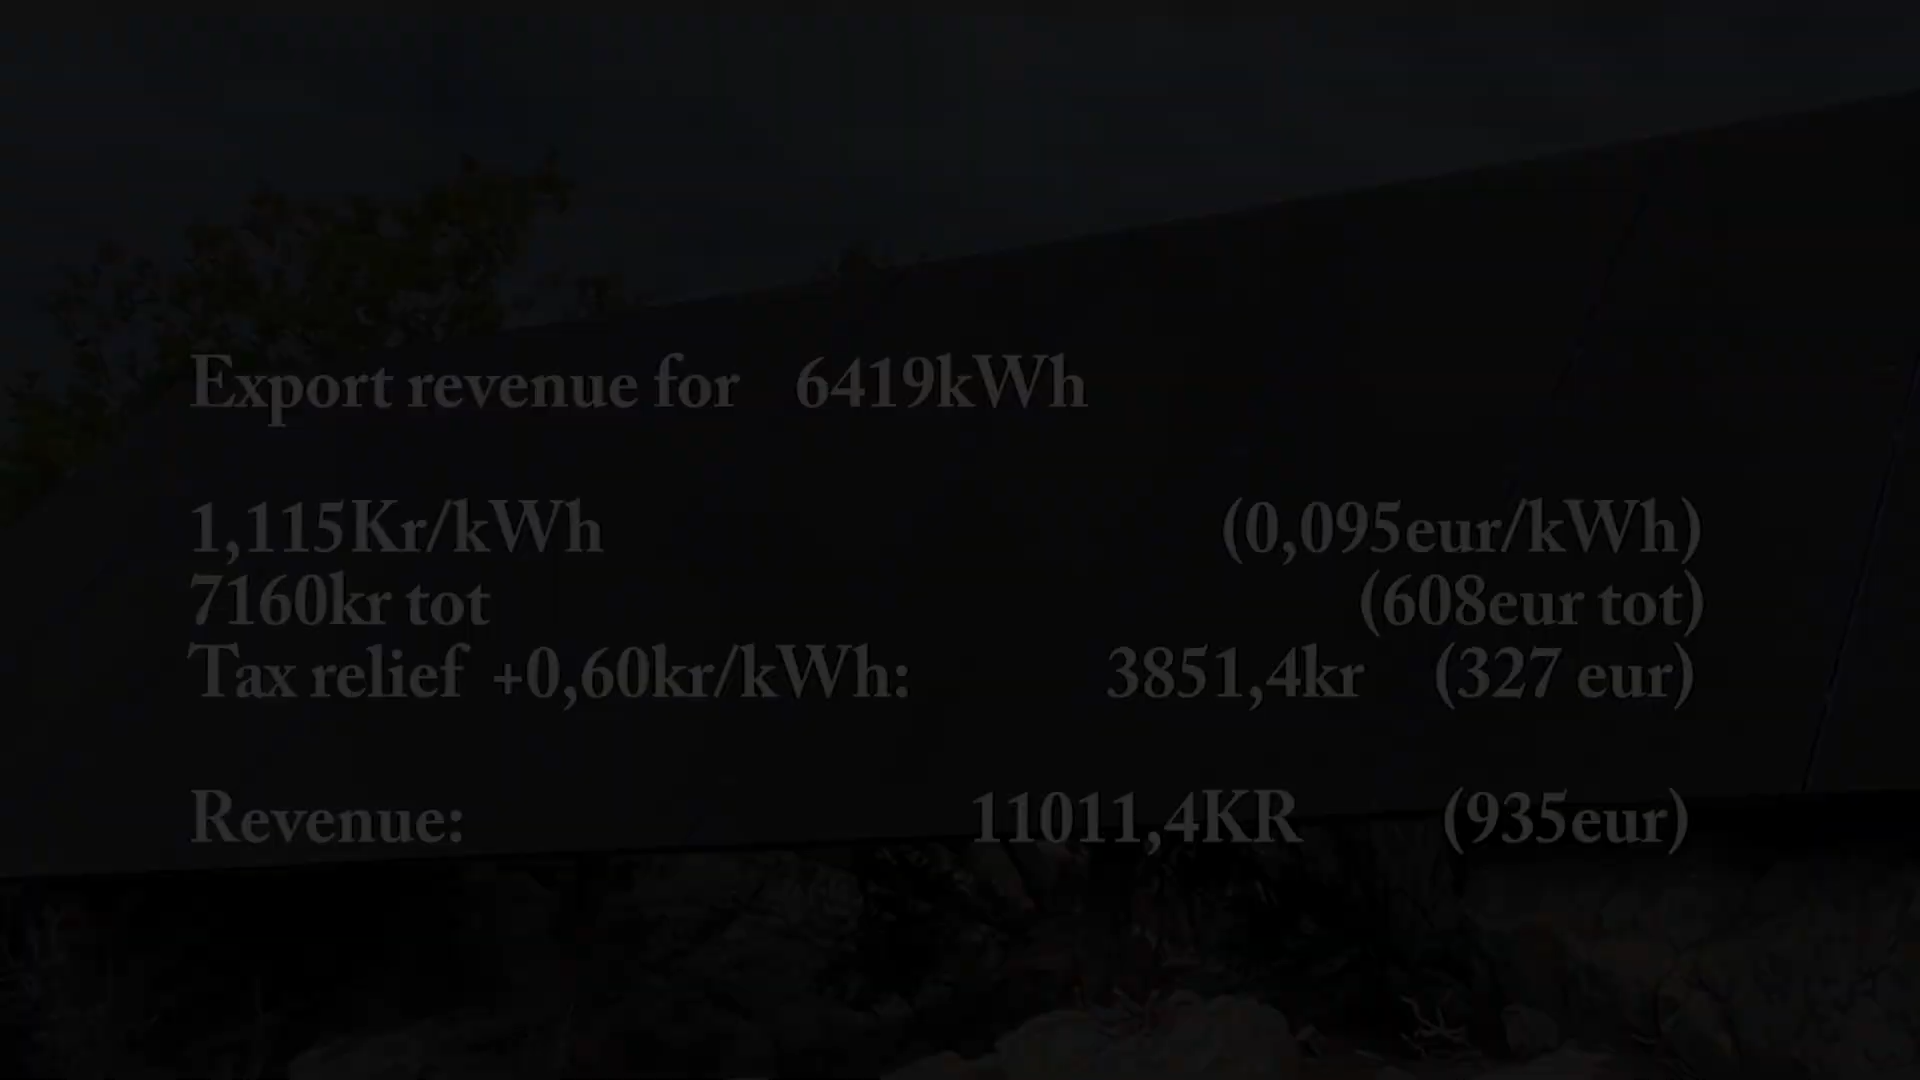 Export revenue for 6419kWh
1,115Kr/kWh (0,095eur/kWh)
7160kr tot (608eur tot)
Tax relief +0,60kr/kWh: 3851,4kr (327 eur)
Revenue: 11011,4KR (935eur)